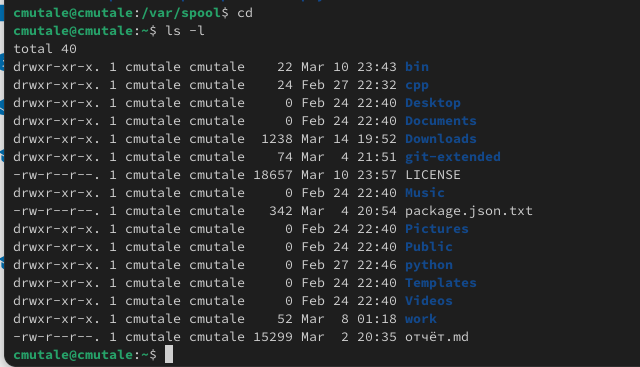 cmutale@cmutale:/var/spool$ cd
cmutale@cmutale:~$ ls -l
total 40
drwxr-xr-x. 1 cmutale cmutale    22 Mar 10 23:43 bin
drwxr-xr-x. 1 cmutale cmutale    24 Feb 27 22:32 cpp
drwxr-xr-x. 1 cmutale cmutale     0 Feb 24 22:40 Desktop
drwxr-xr-x. 1 cmutale cmutale     0 Feb 24 22:40 Documents
drwxr-xr-x. 1 cmutale cmutale  1238 Mar 14 19:52 Downloads
drwxr-xr-x. 1 cmutale cmutale    74 Mar  4 21:51 git-extended
-rw-r--r--. 1 cmutale cmutale 18657 Mar 10 23:57 LICENSE
drwxr-xr-x. 1 cmutale cmutale     0 Feb 24 22:40 Music
-rw-r--r--. 1 cmutale cmutale   342 Mar  4 20:54 package.json.txt
drwxr-xr-x. 1 cmutale cmutale     0 Feb 24 22:40 Pictures
drwxr-xr-x. 1 cmutale cmutale     0 Feb 24 22:40 Public
drwxr-xr-x. 1 cmutale cmutale     0 Feb 27 22:46 python
drwxr-xr-x. 1 cmutale cmutale     0 Feb 24 22:40 Templates
drwxr-xr-x. 1 cmutale cmutale     0 Feb 24 22:40 Videos
drwxr-xr-x. 1 cmutale cmutale    52 Mar  8 01:18 work
-rw-r--r--. 1 cmutale cmutale 15299 Mar  2 20:35 отчёт.md
cmutale@cmutale:~$